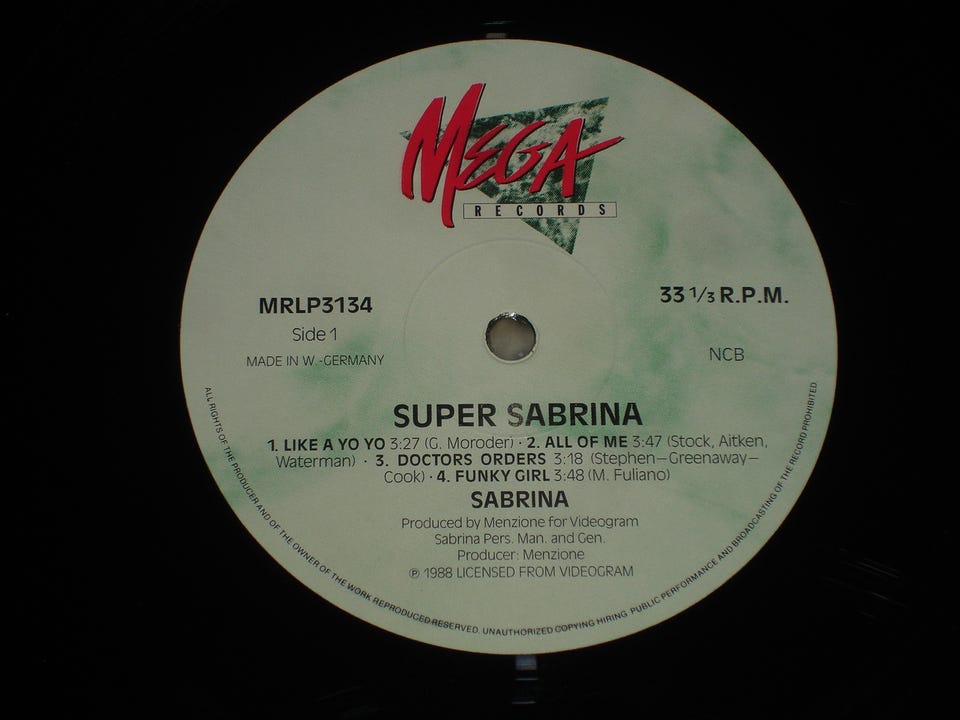 MEGA
RECORDS
MRLP3134
33 1/3 R.P.M.
Side 1
NCB
MADE IN W.-GERMANY
SUPER SABRINA
1. LIKE A YO YO 3:27 (G. Moroder) · 2. ALL OF ME 3:47 (Stock, Aitken,
Waterman) · 3. DOCTORS ORDERS 3:18 (Stephen–Greenaway–
Cook) · 4. FUNKY GIRL 3:48 (M. Fuliano)
SABRINA
Produced by Menzione for Videogram
Sabrina Pers. Man. and Gen.
Producer: Menzione
℗ 1988 LICENSED FROM VIDEOGRAM
ALL RIGHTS OF THE PRODUCER AND OF THE OWNER OF THE WORK REPRODUCED RESERVED. UNAUTHORIZED COPYING HIRING. PUBLIC PERFORMANCE AND BROADCASTING OF THE RECORD PROHIBITED